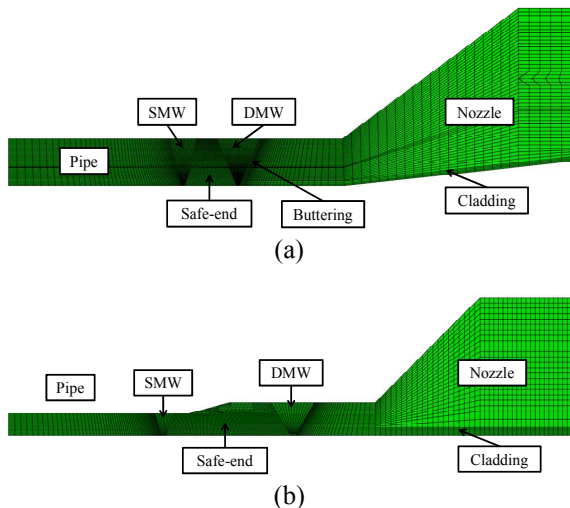 SMW
DMW
Nozzle
Pipe
Safe-end
Buttering
Cladding
(a)
Pipe
SMW
DMW
Nozzle
Safe-end
Cladding
(b)